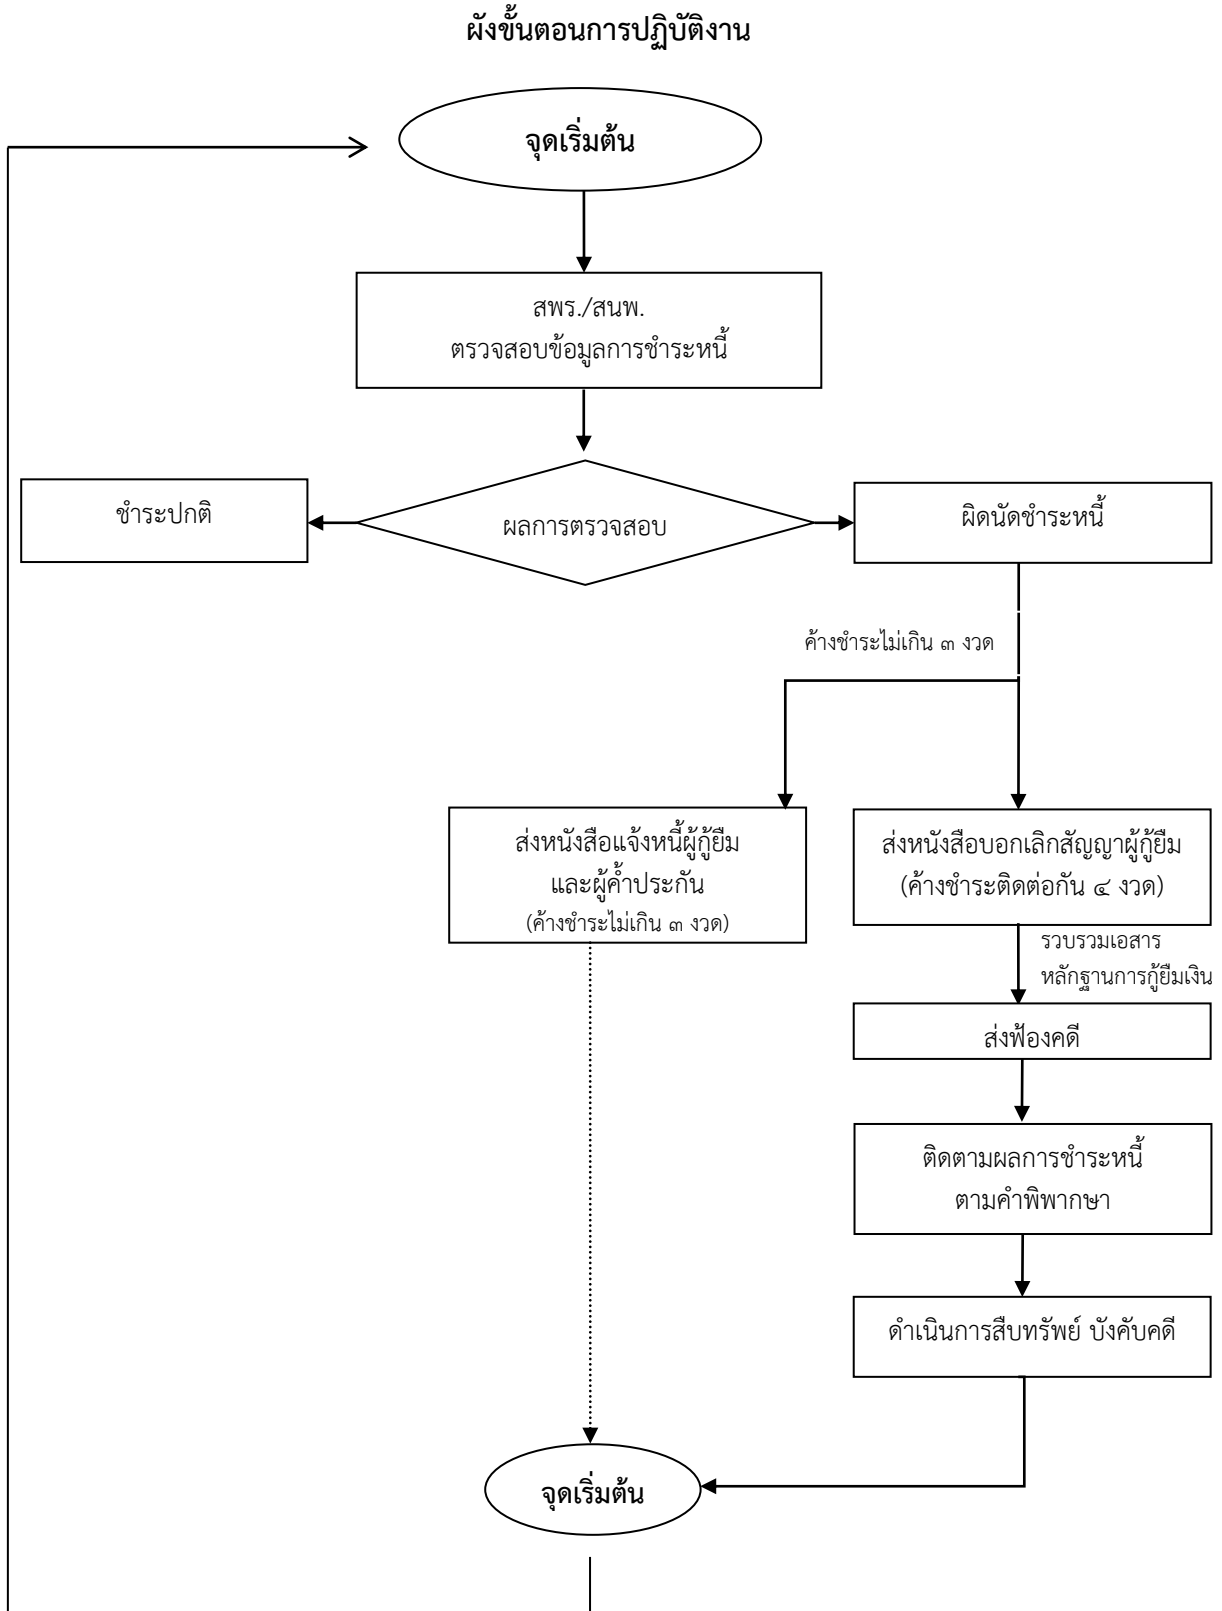 ผังขั้นตอนการปฏิบัติงาน
จุดเริ่มต้น
สพร./สนพ.
ตรวจสอบข้อมูลการชำระหนี้
ชำระปกติ
ผลการตรวจสอบ
ผิดนัดชำระหนี้
ค้างชำระไม่เกิน ๓ งวด
ส่งหนังสือแจ้งหนี้ผู้กู้ยืม
และผู้ค้ำประกัน
(ค้างชำระไม่เกิน ๓ งวด)
ส่งหนังสือบอกเลิกสัญญาผู้กู้ยืม
(ค้างชำระติดต่อกัน ๔ งวด)
รวบรวมเอสาร
หลักฐานการกู้ยืมเงิน
ส่งฟ้องคดี
ติดตามผลการชำระหนี้
ตามคำพิพากษา
ดำเนินการสืบทรัพย์ บังคับคดี
จุดเริ่มต้น